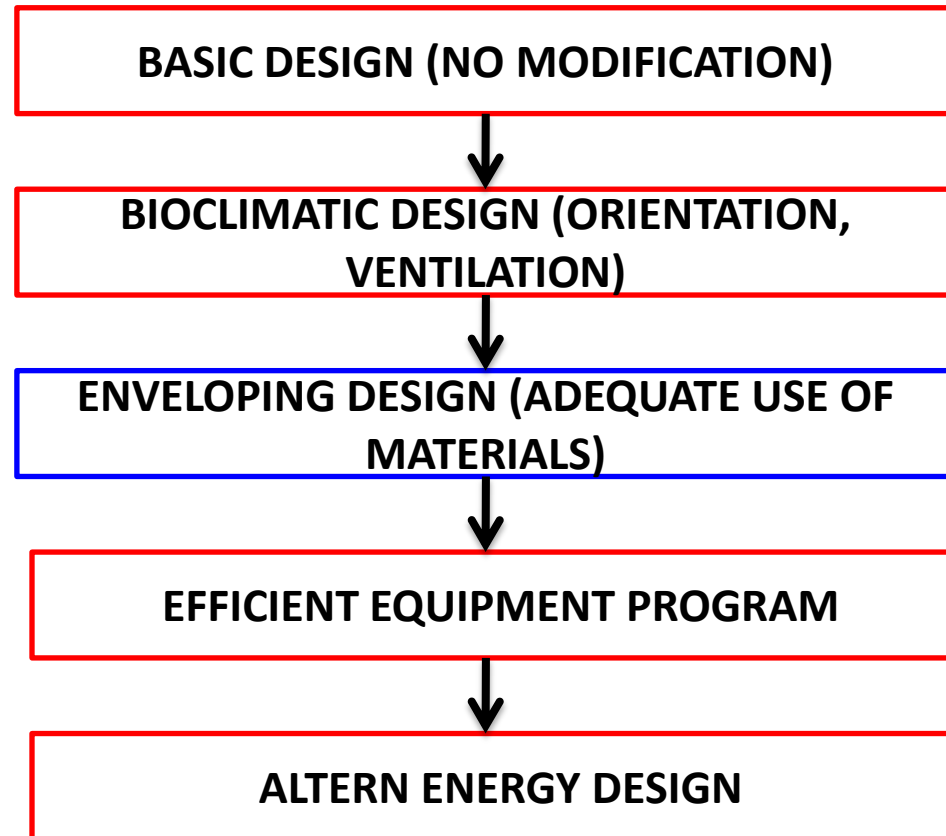 BASIC DESIGN (NO MODIFICATION)
BIOCLIMATIC DESIGN (ORIENTATION,
VENTILATION)
ENVELOPING DESIGN (ADEQUATE USE OF
MATERIALS)
EFFICIENT EQUIPMENT PROGRAM
ALTERN ENERGY DESIGN